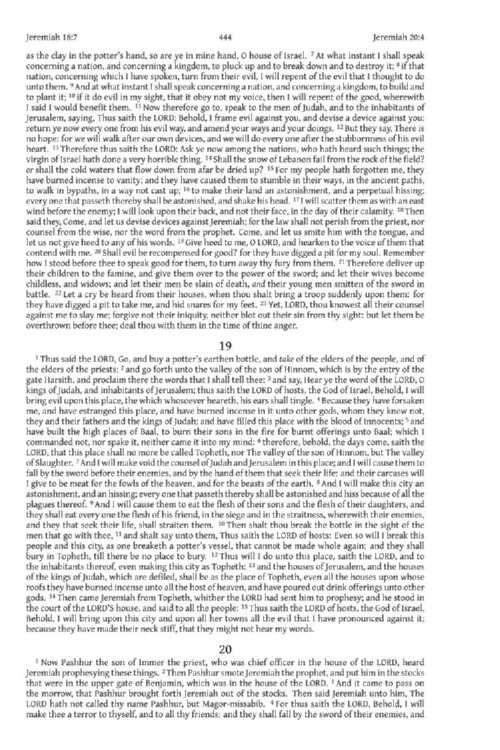 Jeremiah 18:7 444 Jeremiah 20:4
as the clay in the potter's hand, so are ye in mine hand, O house of Israel. 7 At what instant I shall speak
concerning a nation, and concerning a kingdom, to pluck up and to break down and to destroy it; 8 if that
nation, concerning which I have spoken, turn from their evil, I will repent of the evil that I thought to do
unto them. 9 And at what instant I shall speak concerning a nation, and concerning a kingdom, to build and
to plant it; 10 if it do evil in my sight, that it obey not my voice, then I will repent of the good, wherewith
I said I would benefit them. 11 Now therefore go to, speak to the men of Judah, and to the inhabitants of
Jerusalem, saying, Thus saith the LORD: Behold, I frame evil against you, and devise a device against you:
return ye now every one from his evil way, and amend your ways and your doings. 12 But they say, There is
no hope: for we will walk after our own devices, and we will do every one after the stubbornness of his evil
heart. 13 Therefore thus saith the LORD: Ask ye now among the nations, who hath heard such things; the
virgin of Israel hath done a very horrible thing. 14 Shall the snow of Lebanon fail from the rock of the field?
or shall the cold waters that flow down from afar be dried up? 15 For my people hath forgotten me, they
have burned incense to vanity; and they have caused them to stumble in their ways, in the ancient paths,
to walk in bypaths, in a way not cast up; 16 to make their land an astonishment, and a perpetual hissing;
every one that passeth thereby shall be astonished, and shake his head. 17 I will scatter them as with an east
wind before the enemy; I will look upon their back, and not their face, in the day of their calamity. 18 Then
said they, Come, and let us devise devices against Jeremiah; for the law shall not perish from the priest, nor
counsel from the wise, nor the word from the prophet. Come, and let us smite him with the tongue, and
let us not give heed to any of his words. 19 Give heed to me, O LORD, and hearken to the voice of them that
contend with me. 20 Shall evil be recompensed for good? for they have digged a pit for my soul. Remember
how I stood before thee to speak good for them, to turn away thy fury from them. 21 Therefore deliver up
their children to the famine, and give them over to the power of the sword; and let their wives become
childless, and widows; and let their men be slain of death, and their young men smitten of the sword in
battle. 22 Let a cry be heard from their houses, when thou shalt bring a troop suddenly upon them: for
they have digged a pit to take me, and hid snares for my feet. 23 Yet, LORD, thou knowest all their counsel
against me to slay me; forgive not their iniquity, neither blot out their sin from thy sight: but let them be
overthrown before thee; deal thou with them in the time of thine anger.
19
1 Thus said the LORD, Go, and buy a potter's earthen bottle, and take of the elders of the people, and of
the elders of the priests; 2 and go forth unto the valley of the son of Hinnom, which is by the entry of the
gate Harsith, and proclaim there the words that I shall tell thee: 3 and say, Hear ye the word of the LORD, O
kings of Judah, and inhabitants of Jerusalem; thus saith the LORD of hosts, the God of Israel, Behold, I will
bring evil upon this place, the which whosoever heareth, his ears shall tingle. 4 Because they have forsaken
me, and have estranged this place, and have burned incense in it unto other gods, whom they knew not,
they and their fathers and the kings of Judah; and have filled this place with the blood of innocents; 5 and
have built the high places of Baal, to burn their sons in the fire for burnt offerings unto Baal; which I
commanded not, nor spake it, neither came it into my mind: 6 therefore, behold, the days come, saith the
LORD, that this place shall no more be called Topheth, nor The valley of the son of Hinnom, but The valley
of Slaughter. 7 And I will make void the counsel of Judah and Jerusalem in this place; and I will cause them to
fall by the sword before their enemies, and by the hand of them that seek their life: and their carcases will
I give to be meat for the fowls of the heaven, and for the beasts of the earth. 8 And I will make this city an
astonishment, and an hissing; every one that passeth thereby shall be astonished and hiss because of all the
plagues thereof. 9 And I will cause them to eat the flesh of their sons and the flesh of their daughters, and
they shall eat every one the flesh of his friend, in the siege and in the straitness, wherewith their enemies,
and they that seek their life, shall straiten them. 10 Then shalt thou break the bottle in the sight of the
men that go with thee, 11 and shalt say unto them, Thus saith the LORD of hosts: Even so will I break this
people and this city, as one breaketh a potter's vessel, that cannot be made whole again: and they shall
bury in Topheth, till there be no place to bury. 12 Thus will I do unto this place, saith the LORD, and to
the inhabitants thereof, even making this city as Topheth: 13 and the houses of Jerusalem, and the houses
of the kings of Judah, which are defiled, shall be as the place of Topheth, even all the houses upon whose
roofs they have burned incense unto all the host of heaven, and have poured out drink offerings unto other
gods. 14 Then came Jeremiah from Topheth, whither the LORD had sent him to prophesy; and he stood in
the court of the LORD'S house, and said to all the people: 15 Thus saith the LORD of hosts, the God of Israel,
Behold, I will bring upon this city and upon all her towns all the evil that I have pronounced against it;
because they have made their neck stiff, that they might not hear my words.
20
1 Now Pashhur the son of Immer the priest, who was chief officer in the house of the LORD, heard
Jeremiah prophesying these things. 2 Then Pashhur smote Jeremiah the prophet, and put him in the stocks
that were in the upper gate of Benjamin, which was in the house of the LORD. 3 And it came to pass on
the morrow, that Pashhur brought forth Jeremiah out of the stocks. Then said Jeremiah unto him, The
LORD hath not called thy name Pashhur, but Magor-missabib. 4 For thus saith the LORD, Behold, I will
make thee a terror to thyself, and to all thy friends: and they shall fall by the sword of their enemies, and